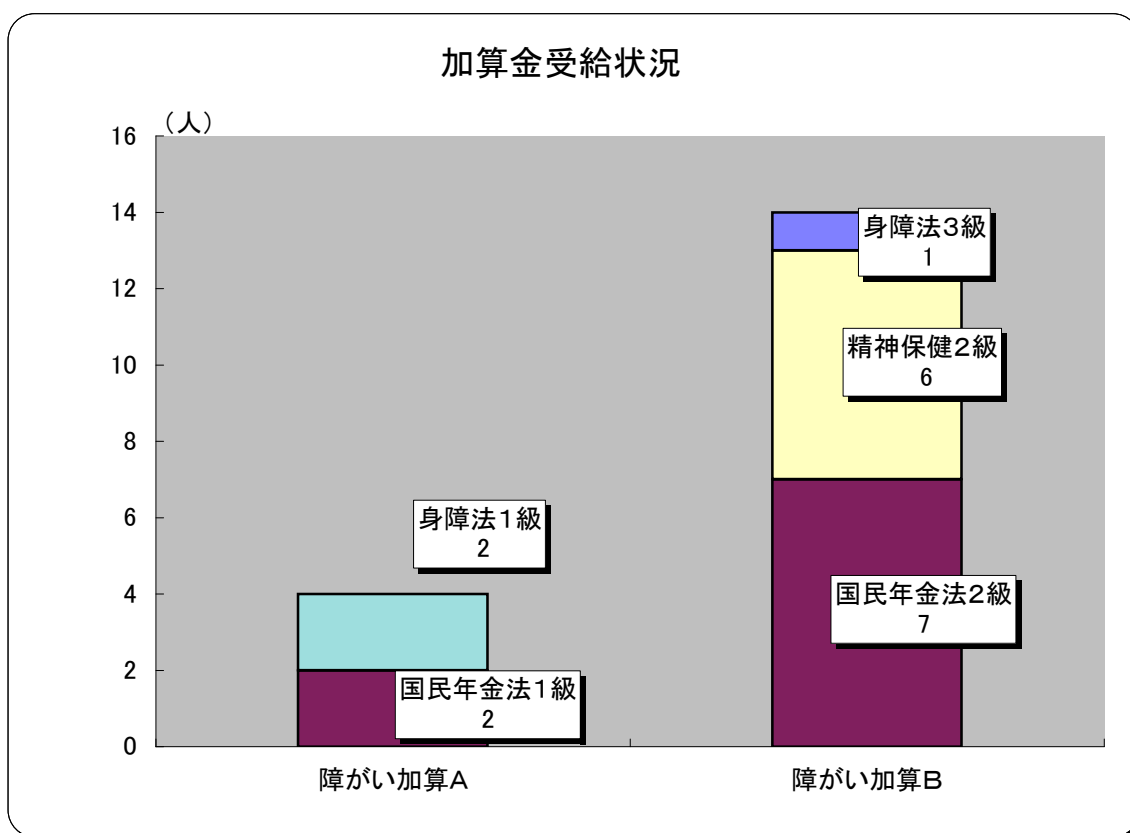 加算金受給状況
（人）
16
14
12
10
8
6
4
2
0
身障法３級
1
精神保健２級
6
身障法１級
2
国民年金法２級
7
国民年金法１級
2
障がい加算Ａ
障がい加算Ｂ